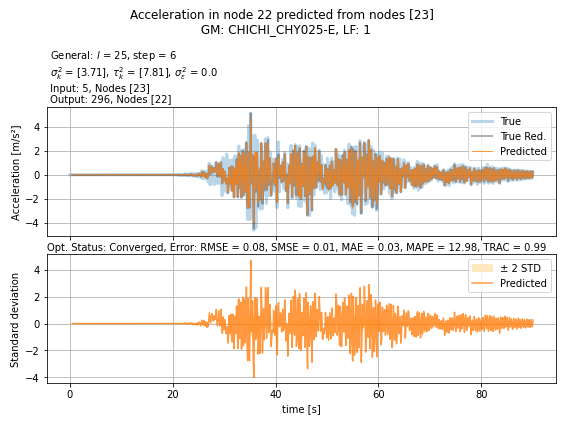 Acceleration in node 22 predicted from nodes [23]
GM: CHICHI_CHY025-E, LF: 1
General: l = 25, step = 6
σ²ₖ = [3.71], τ²ₖ = [7.81], σ²ε = 0.0
Input: 5, Nodes [23]
Output: 296, Nodes [22]
Acceleration [m/s²]
4
2
0
−2
−4
True
True Red.
Predicted
Opt. Status: Converged, Error: RMSE = 0.08, SMSE = 0.01, MAE = 0.03, MAPE = 12.98, TRAC = 0.99
Standard deviation
4
2
0
−2
−4
± 2 STD
Predicted
0 20 40 60 80
time [s]